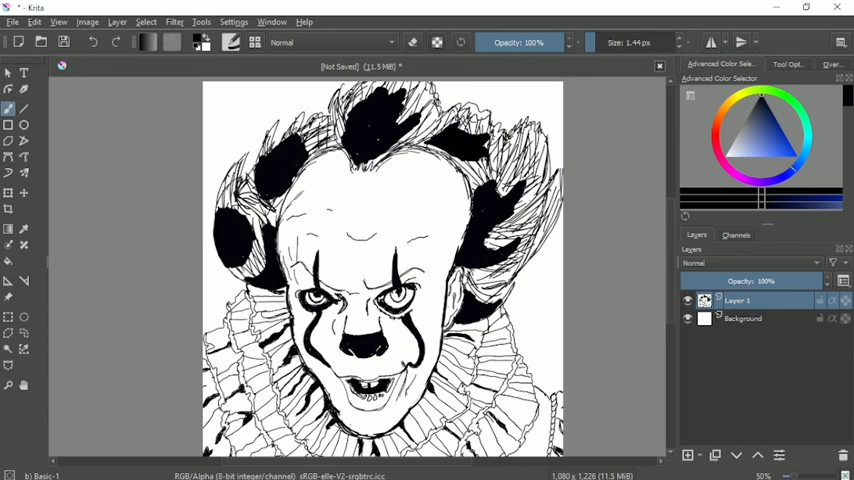 * - Krita
File Edit View Image Layer Select Filter Tools Settings Window Help
Normal Opacity: 100% Size: 1.44 px
[Not Saved] (11.5 MiB) *
Advanced Color Sele... Tool Opt... Over...
Advanced Color Selector
Layers Channels
Layers
Normal
Opacity: 100%
Layer 1
Background
b) Basic-1 RGB/Alpha (8-bit integer/channel) sRGB-elle-V2-srgbtrc.icc 1,080 x 1,226 (11.5 MiB) 50%